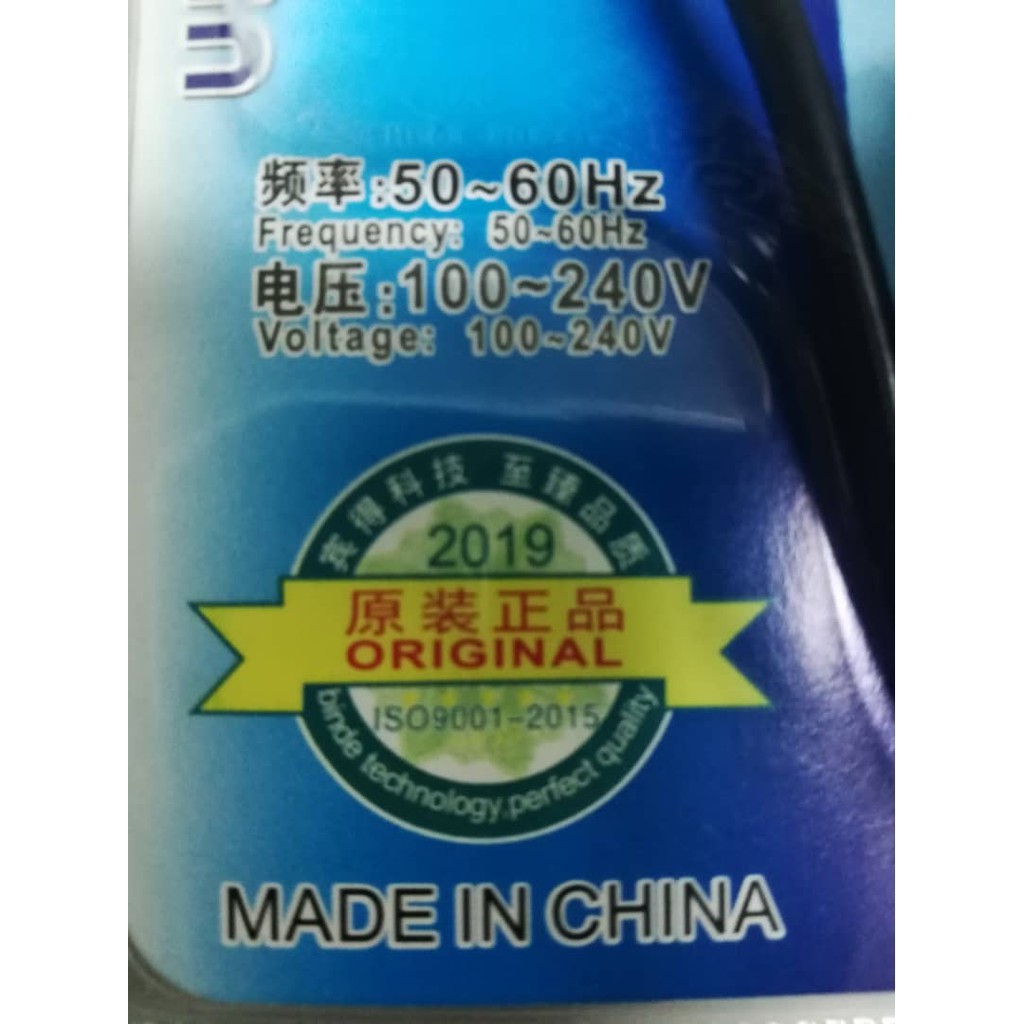 频率:50~60Hz
Frequency: 50~60Hz
电压:100~240V
Voltage: 100~240V
宾得科技 至臻品质
2019
原装正品
ORIGINAL
ISO9001-2015
binde technology,perfect quality
MADE IN CHINA